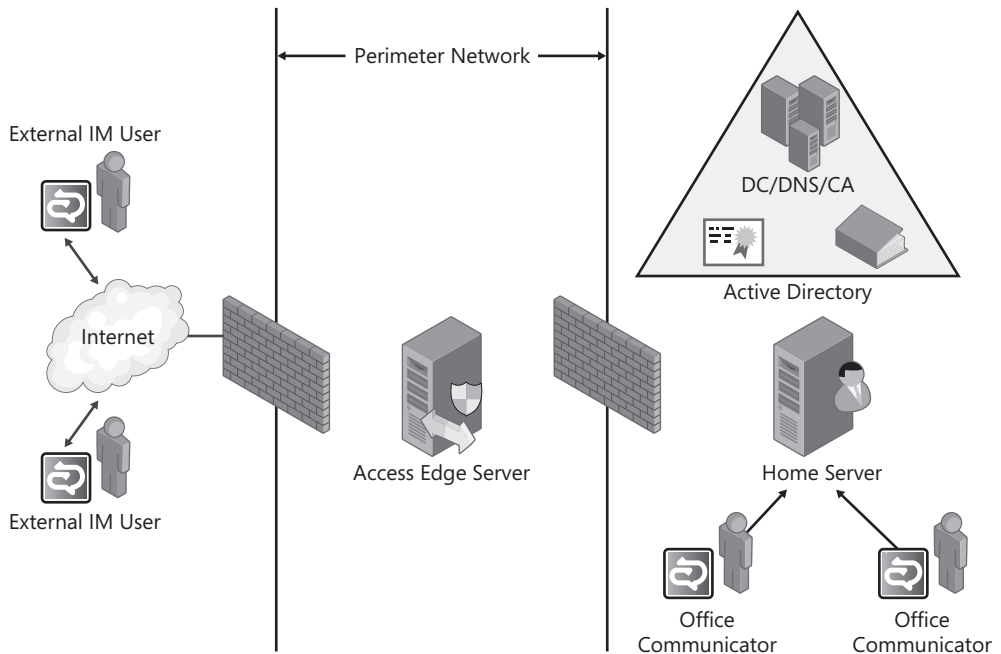 Perimeter Network
External IM User
DC/DNS/CA
Active Directory
Internet
Access Edge Server
Home Server
External IM User
Office
Communicator
Office
Communicator